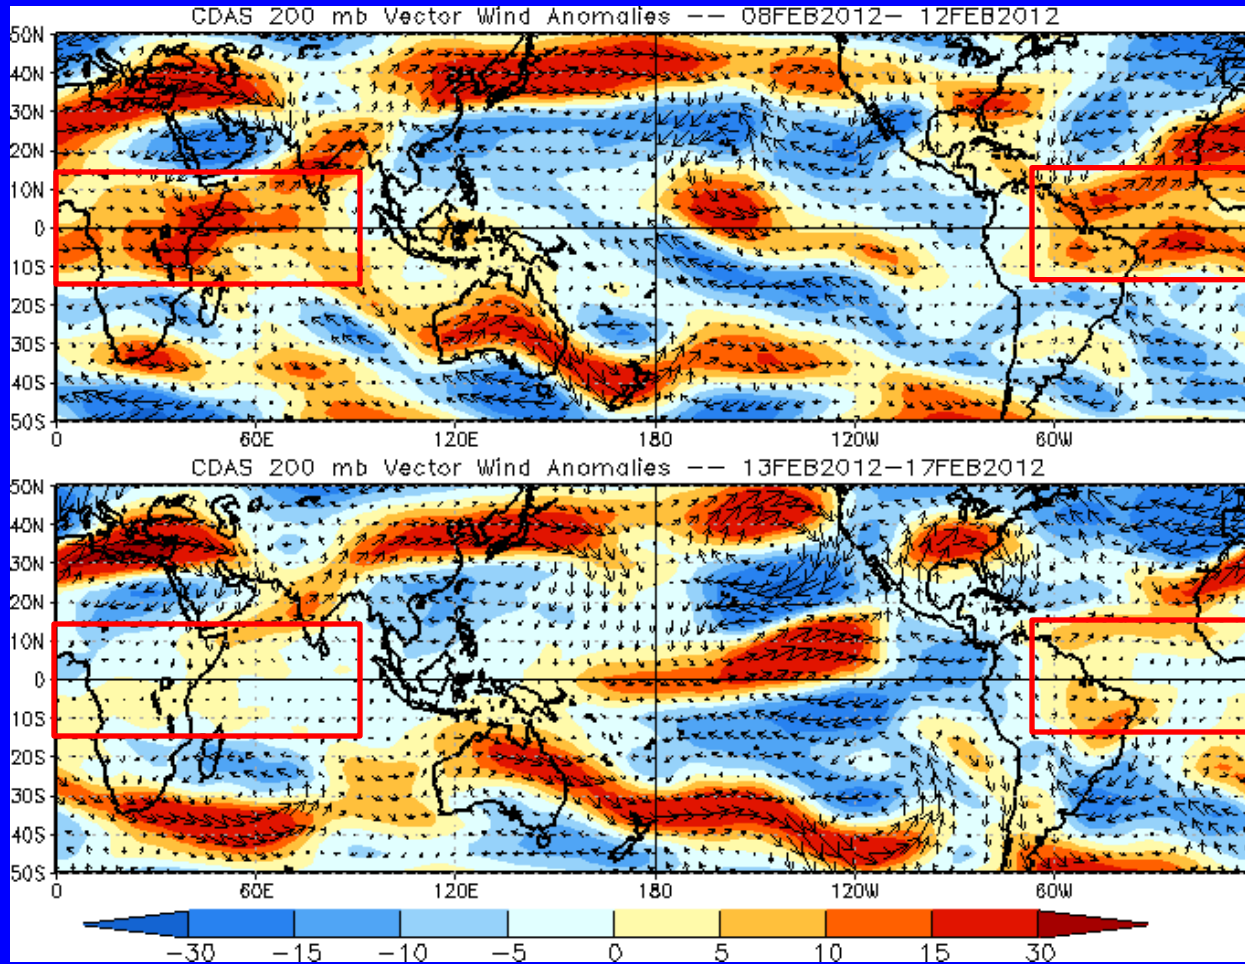 CDAS 200 mb Vector Wind Anomalies -- 08FEB2012- 12FEB2012
50N
40N
30N
20N
10N
0
10S
20S
30S
40S
50S
0 60E 120E 180 120W 60W
CDAS 200 mb Vector Wind Anomalies -- 13FEB2012-17FEB2012
50N
40N
30N
20N
10N
0
10S
20S
30S
40S
50S
0 60E 120E 180 120W 60W
-30 -15 -10 -5 0 5 10 15 30